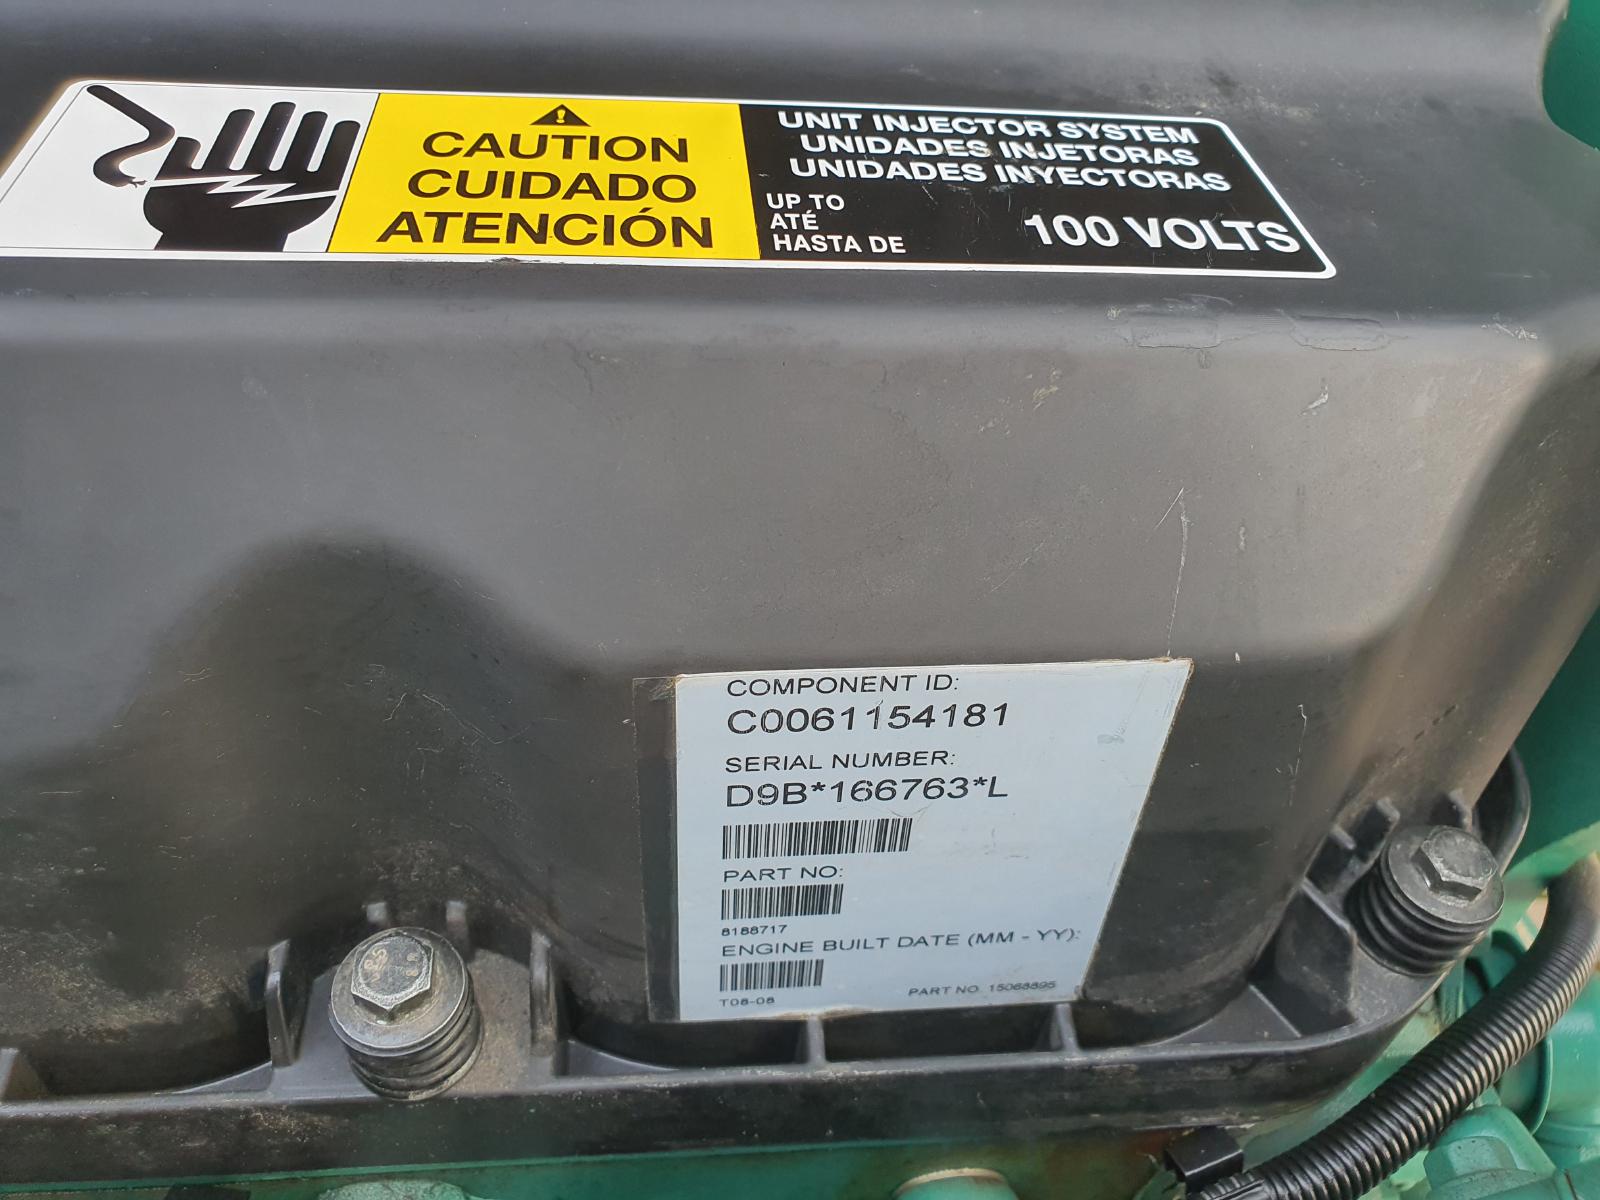 CAUTION
CUIDADO
ATENCIÓN
UNIT INJECTOR SYSTEM
UNIDADES INJETORAS
UNIDADES INYECTORAS
UP TO
ATÉ
HASTA DE
100 VOLTS
COMPONENT ID:
C0061154181
SERIAL NUMBER:
D9B*166763*L
PART NO:
8188717
ENGINE BUILT DATE (MM - YY):
T08-08
PART NO. 15068895